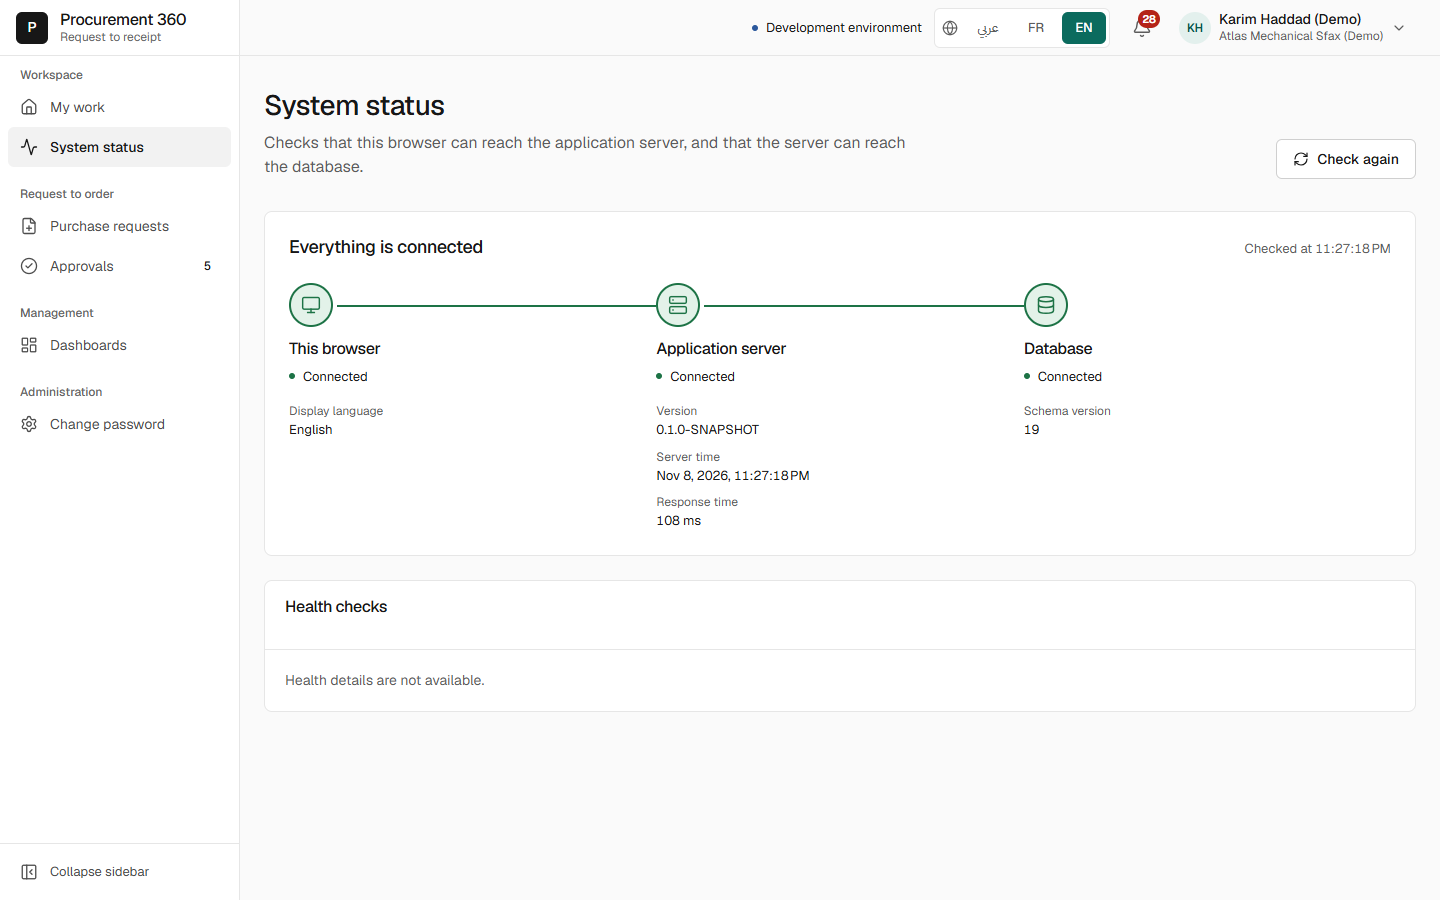 P
Procurement 360
Request to receipt
Development environment
عربي
FR
EN
28
KH
Karim Haddad (Demo)
Atlas Mechanical Sfax (Demo)
Workspace
My work
System status
Request to order
Purchase requests
Approvals 5
Management
Dashboards
Administration
Change password
Collapse sidebar
System status
Checks that this browser can reach the application server, and that the server can reach
the database.
Check again
Everything is connected
Checked at 11:27:18 PM
This browser
Connected
Display language
English
Application server
Connected
Version
0.1.0-SNAPSHOT
Server time
Nov 8, 2026, 11:27:18 PM
Response time
108 ms
Database
Connected
Schema version
19
Health checks
Health details are not available.